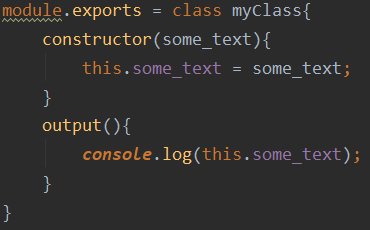 module.exports = class myClass{
    constructor(some_text){
        this.some_text = some_text;
    }
    output(){
        console.log(this.some_text);
    }
}